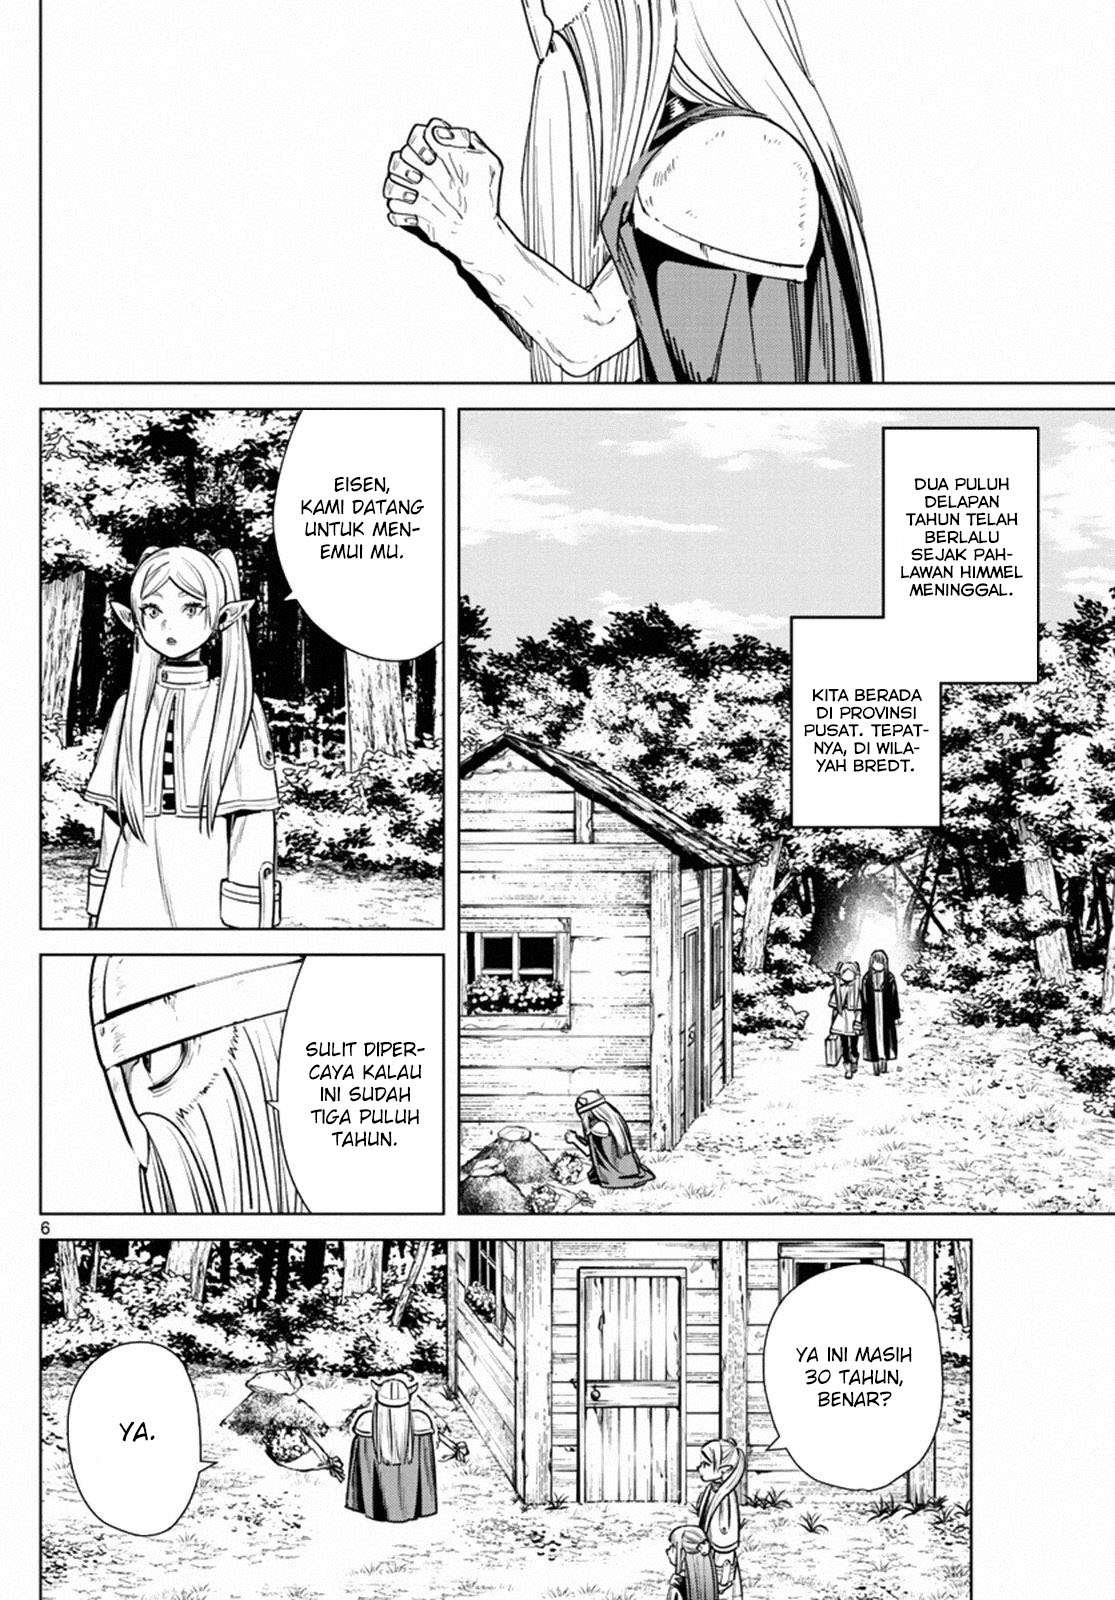 DUA PULUH
DELAPAN
TAHUN TELAH
BERLALU
SEJAK PAH-
LAWAN HIMMEL
MENINGGAL.
KITA BERADA
DI PROVINSI
PUSAT. TEPAT-
NYA, DI WILA-
YAH BREDT.
EISEN,
KAMI DATANG
UNTUK MEN-
EMUI MU.
SULIT DIPER-
CAYA KALAU
INI SUDAH
TIGA PULUH
TAHUN.
6
YA INI MASIH
30 TAHUN,
BENAR?
YA.